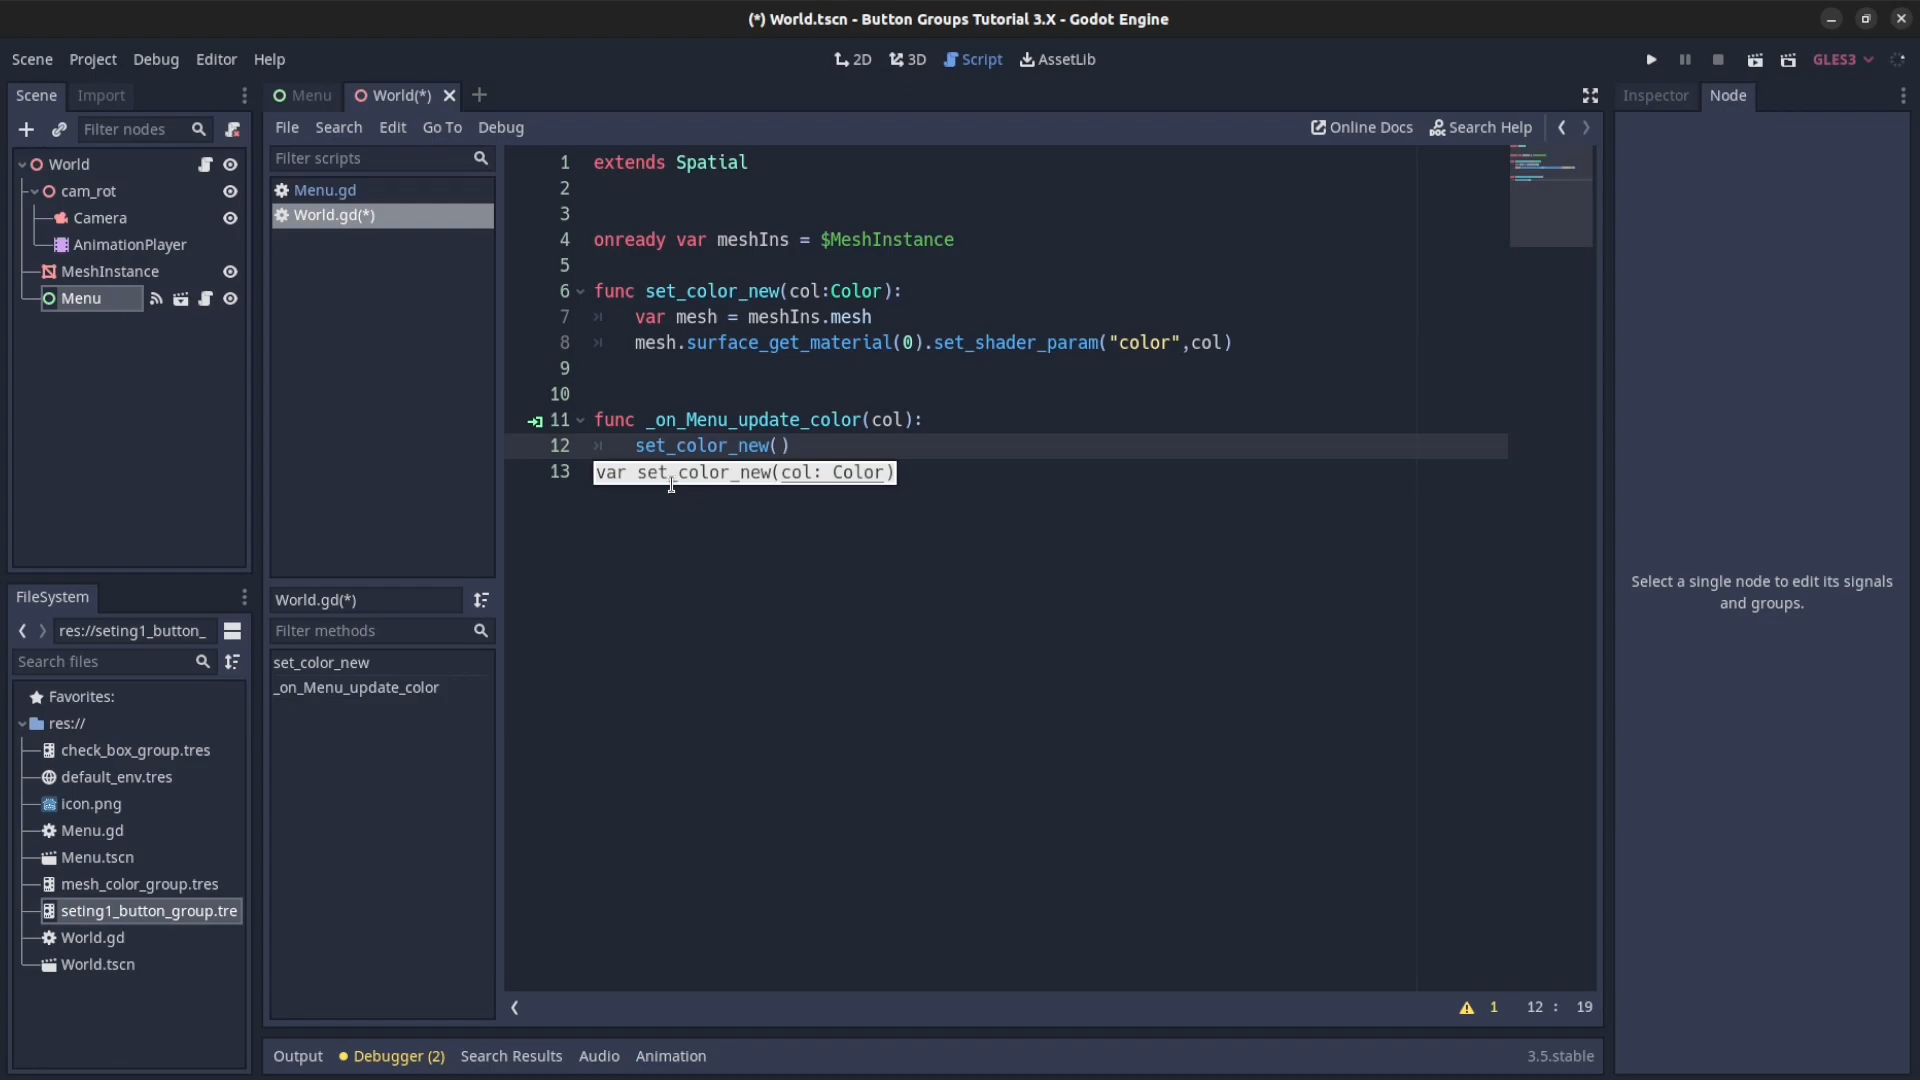 (*) World.tscn - Button Groups Tutorial 3.X - Godot Engine
Scene Project Debug Editor Help
2D 3D Script AssetLib
GLES3
Scene Import
Menu World(*)
Inspector Node
Filter nodes
File Search Edit Go To Debug
Online Docs Search Help
World
cam_rot
Camera
AnimationPlayer
MeshInstance
Menu
Filter scripts
Menu.gd
World.gd(*)
1 extends Spatial
2
3
4 onready var meshIns = $MeshInstance
5
6 func set_color_new(col:Color):
7 var mesh = meshIns.mesh
8 mesh.surface_get_material(0).set_shader_param("color",col)
9
10
11 func _on_Menu_update_color(col):
12 set_color_new()
13
var set_color_new(col: Color)
Select a single node to edit its signals
and groups.
FileSystem
res://seting1_button_
Search files
Favorites:
res://
check_box_group.tres
default_env.tres
icon.png
Menu.gd
Menu.tscn
mesh_color_group.tres
seting1_button_group.tre
World.gd
World.tscn
World.gd(*)
Filter methods
set_color_new
_on_Menu_update_color
1 12 : 19
Output Debugger (2) Search Results Audio Animation
3.5.stable